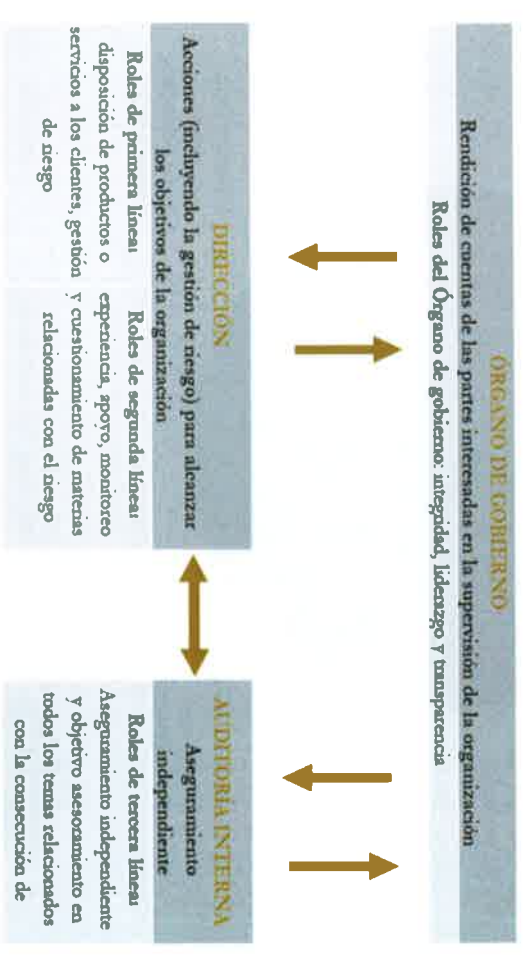 ÓRGANO DE GOBIERNO
Rendición de cuentas de las partes interesadas en la supervisión de la organización
Roles del Órgano de gobierno: integridad, liderazgo y transparencia
DIRECCIÓN
Acciones (incluyendo la gestión de riesgo) para alcanzar
los objetivos de la organización
Roles de primera línea:
disposición de productos o
servicios a los clientes, gestión
de riesgo
Roles de segunda línea:
experiencia, apoyo, monitoreo
y cuestionamiento de materias
relacionadas con el riesgo
AUDITORÍA INTERNA
Aseguramiento
independiente
Roles de tercera línea:
Aseguramiento independiente
y objetivo asesoramiento en
todos los temas relacionados
con la consecución de